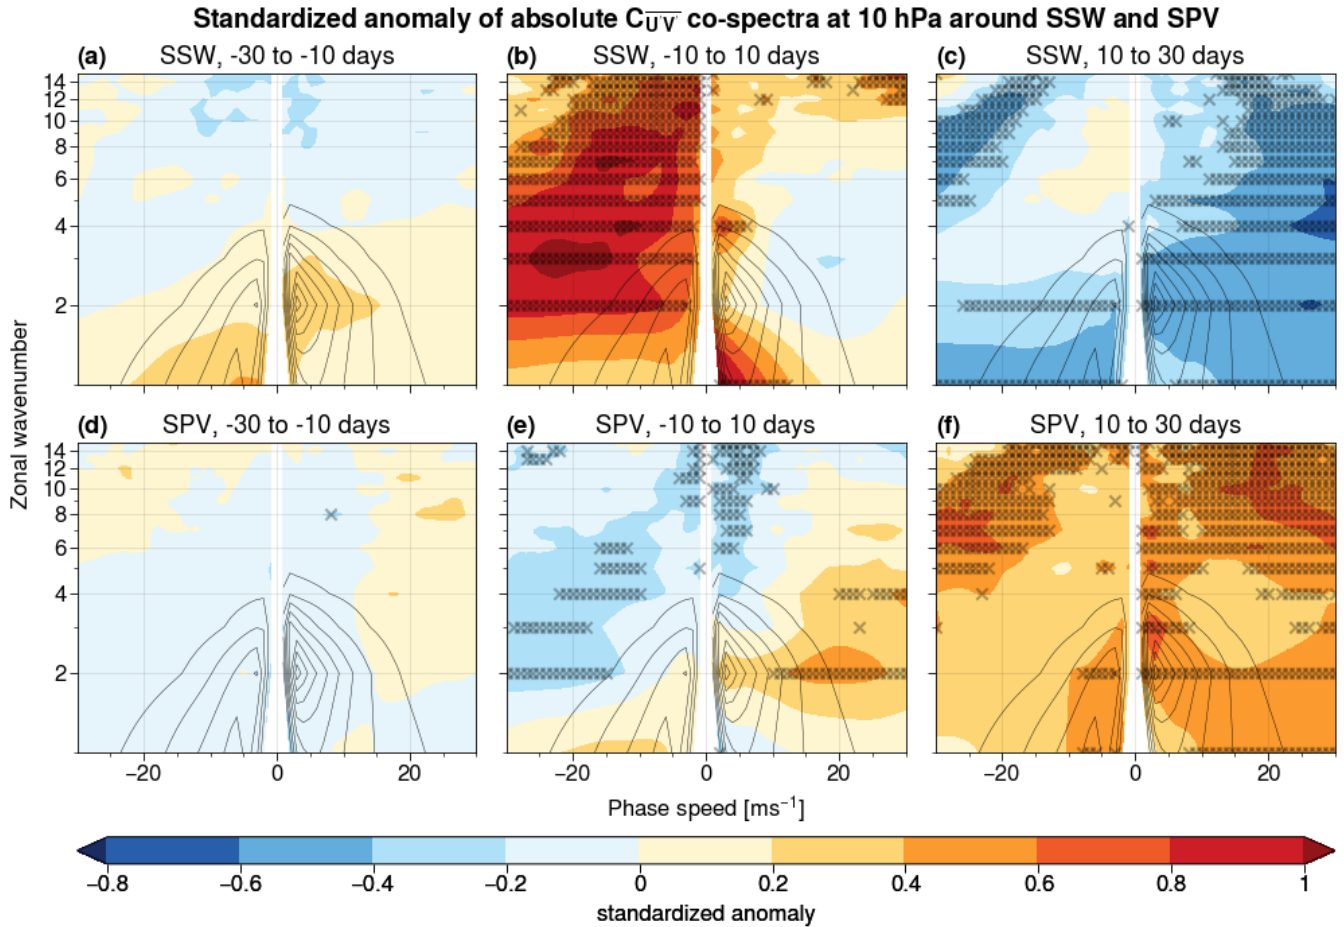 Standardized anomaly of absolute C_U'V' co-spectra at 10 hPa around SSW and SPV
(a) SSW, -30 to -10 days
(b) SSW, -10 to 10 days
(c) SSW, 10 to 30 days
14
12
10
8
6
4
2
(d) SPV, -30 to -10 days
(e) SPV, -10 to 10 days
(f) SPV, 10 to 30 days
14
12
10
8
6
4
2
Zonal wavenumber
−20 0 20
−20 0 20
−20 0 20
Phase speed [ms⁻¹]
−0.8 −0.6 −0.4 −0.2 0 0.2 0.4 0.6 0.8 1
standardized anomaly